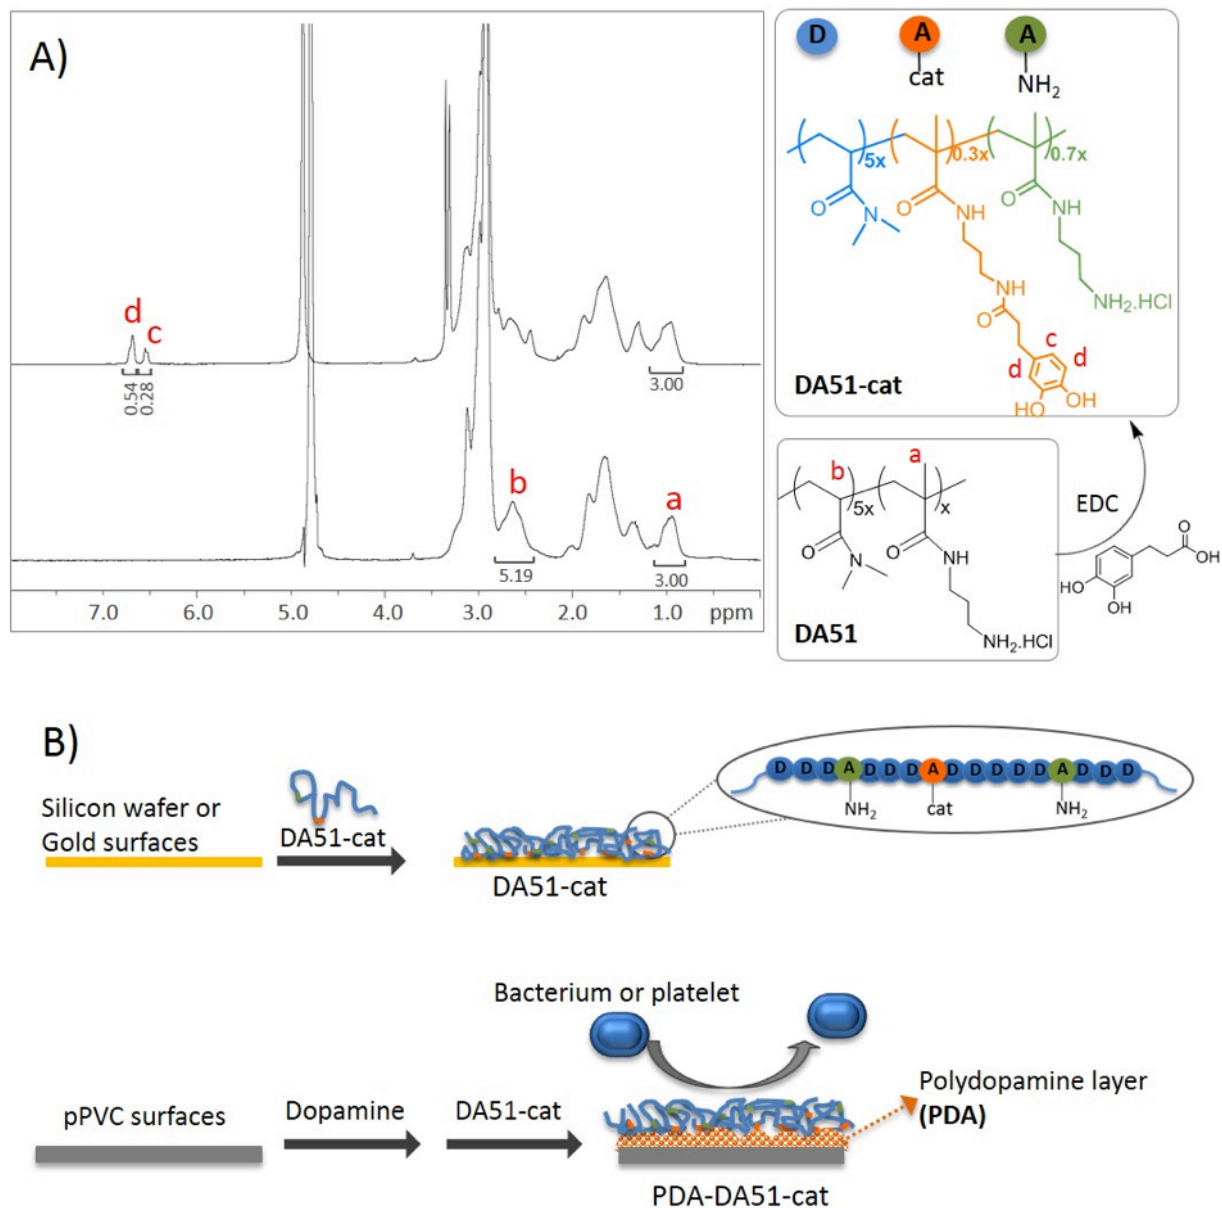 A)
d
c
0.54
0.28
3.00
b
a
5.19
3.00
7.0 6.0 5.0 4.0 3.0 2.0 1.0 ppm
D A A
cat NH2
5x 0.3x 0.7x
O N
O NH
O NH
NH
O
NH2.HCl
c
d d
HO OH
DA51-cat
b a
5x x
O N
O NH
NH2.HCl
DA51
EDC
O
OH
HO
OH
B)
Silicon wafer or
Gold surfaces
DA51-cat
DA51-cat
D D D A D D D A D D D D D A D D D
NH2 cat NH2
Bacterium or platelet
pPVC surfaces
Dopamine
DA51-cat
Polydopamine layer
(PDA)
PDA-DA51-cat